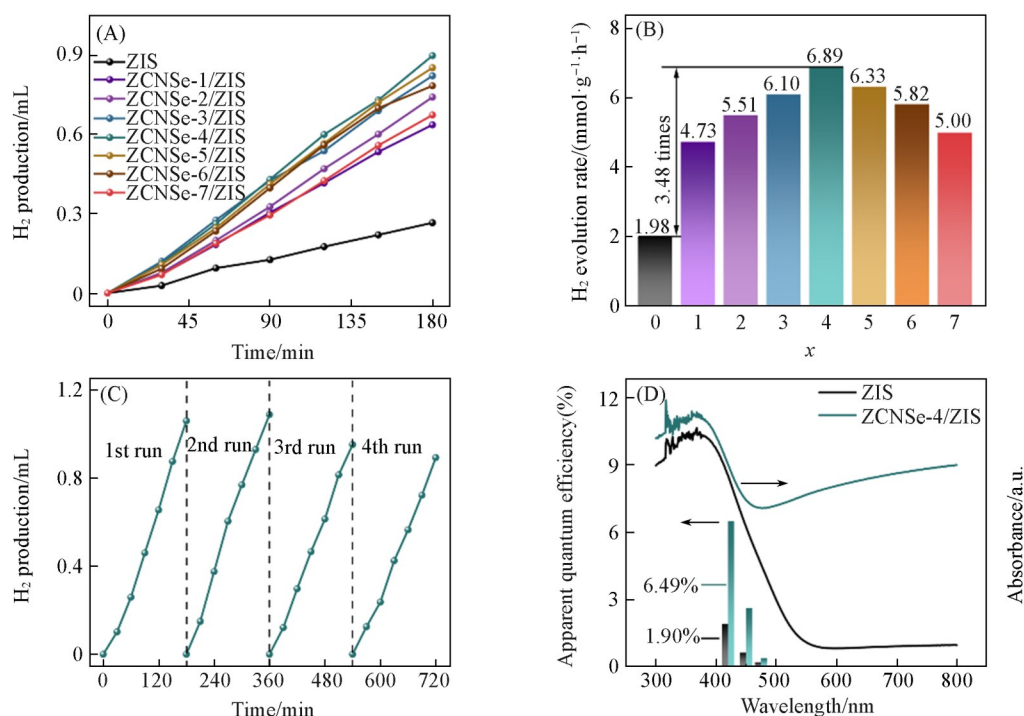 (A)
0.9
0.6
0.3
0
H₂ production/mL
ZIS
ZCNSe-1/ZIS
ZCNSe-2/ZIS
ZCNSe-3/ZIS
ZCNSe-4/ZIS
ZCNSe-5/ZIS
ZCNSe-6/ZIS
ZCNSe-7/ZIS
0 45 90 135 180
Time/min
(B)
8
6
4
2
0
H₂ evolution rate/(mmol·g⁻¹·h⁻¹)
3.48 times
1.98
4.73
5.51
6.10
6.89
6.33
5.82
5.00
0 1 2 3 4 5 6 7
x
(C)
1.2
0.8
0.4
0
H₂ production/mL
1st run
2nd run
3rd run
4th run
0 120 240 360 480 600 720
Time/min
(D)
12
9
6
3
0
Apparent quantum efficiency(%)
ZIS
ZCNSe-4/ZIS
6.49%
1.90%
Absorbance/a.u.
300 400 500 600 700 800
Wavelength/nm